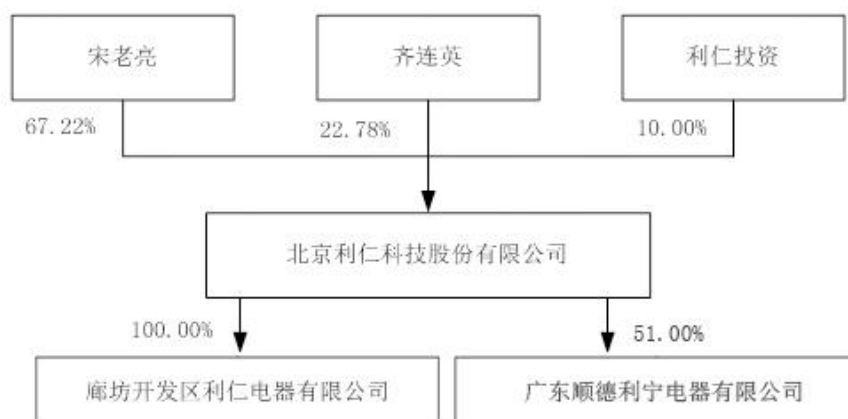 宋老亮
齐连英
利仁投资
67.22%
22.78%
10.00%
北京利仁科技股份有限公司
100.00%
51.00%
廊坊开发区利仁电器有限公司
广东顺德利宁电器有限公司